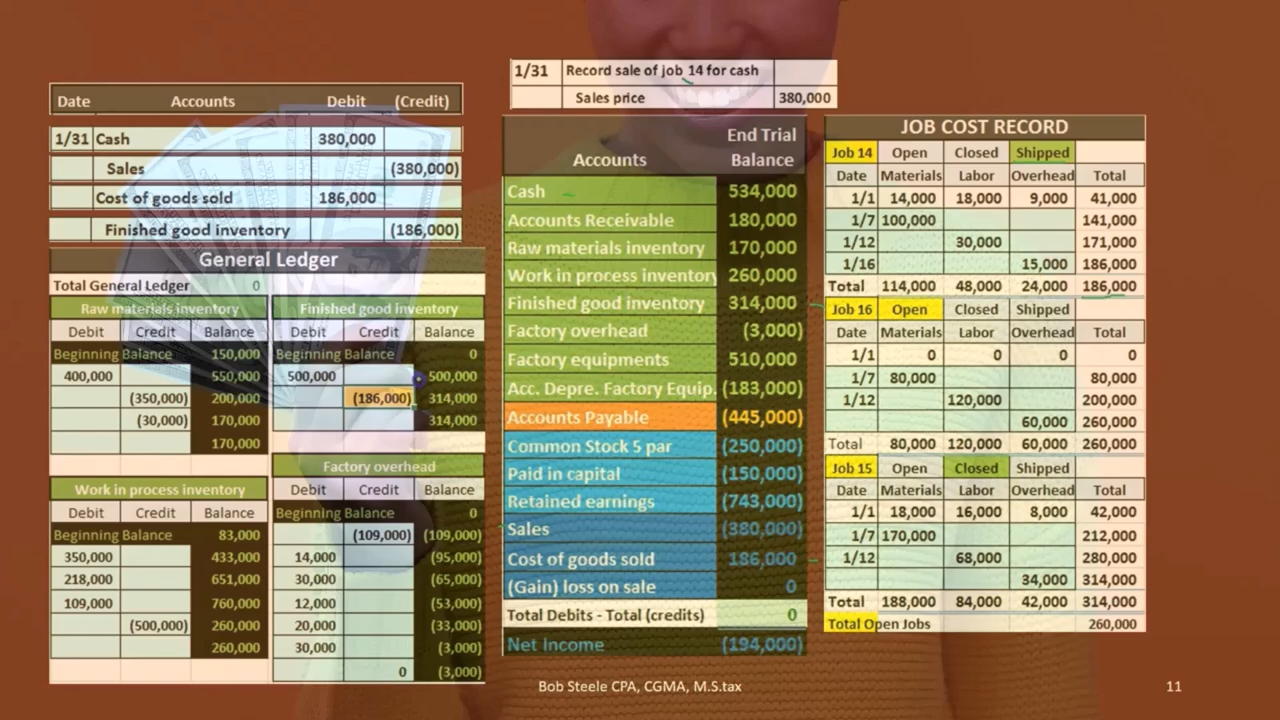 1/31 Record sale of job 14 for cash
Sales price 380,000
Date Accounts Debit (Credit)
1/31 Cash 380,000
Sales (380,000)
Cost of goods sold 186,000
Finished good inventory (186,000)
General Ledger
Total General Ledger 0
Raw materials inventory
Debit Credit Balance
Beginning Balance 150,000
400,000 550,000
(350,000) 200,000
(30,000) 170,000
170,000
Finished good inventory
Debit Credit Balance
Beginning Balance 0
500,000 500,000
(186,000) 314,000
314,000
Work in process inventory
Debit Credit Balance
Beginning Balance 83,000
350,000 433,000
218,000 651,000
109,000 760,000
(500,000) 260,000
260,000
Factory overhead
Debit Credit Balance
Beginning Balance 0
(109,000) (109,000)
14,000 (95,000)
30,000 (65,000)
12,000 (53,000)
20,000 (33,000)
30,000 (3,000)
0 (3,000)
End Trial
Accounts Balance
Cash 534,000
Accounts Receivable 180,000
Raw materials inventory 170,000
Work in process inventory 260,000
Finished good inventory 314,000
Factory overhead (3,000)
Factory equipments 510,000
Acc. Depre. Factory Equip. (183,000)
Accounts Payable (445,000)
Common Stock 5 par (250,000)
Paid in capital (150,000)
Retained earnings (743,000)
Sales (380,000)
Cost of goods sold 186,000
(Gain) loss on sale 0
Total Debits - Total (credits) 0
Net Income (194,000)
JOB COST RECORD
Job 14 Open Closed Shipped
Date Materials Labor Overhead Total
1/1 14,000 18,000 9,000 41,000
1/7 100,000 141,000
1/12 30,000 171,000
1/16 15,000 186,000
Total 114,000 48,000 24,000 186,000
Job 16 Open Closed Shipped
Date Materials Labor Overhead Total
1/1 0 0 0 0
1/7 80,000 80,000
1/12 120,000 200,000
60,000 260,000
Total 80,000 120,000 60,000 260,000
Job 15 Open Closed Shipped
Date Materials Labor Overhead Total
1/1 18,000 16,000 8,000 42,000
1/7 170,000 212,000
1/12 68,000 280,000
34,000 314,000
Total 188,000 84,000 42,000 314,000
Total Open Jobs 260,000
Bob Steele CPA, CGMA, M.S.tax
11